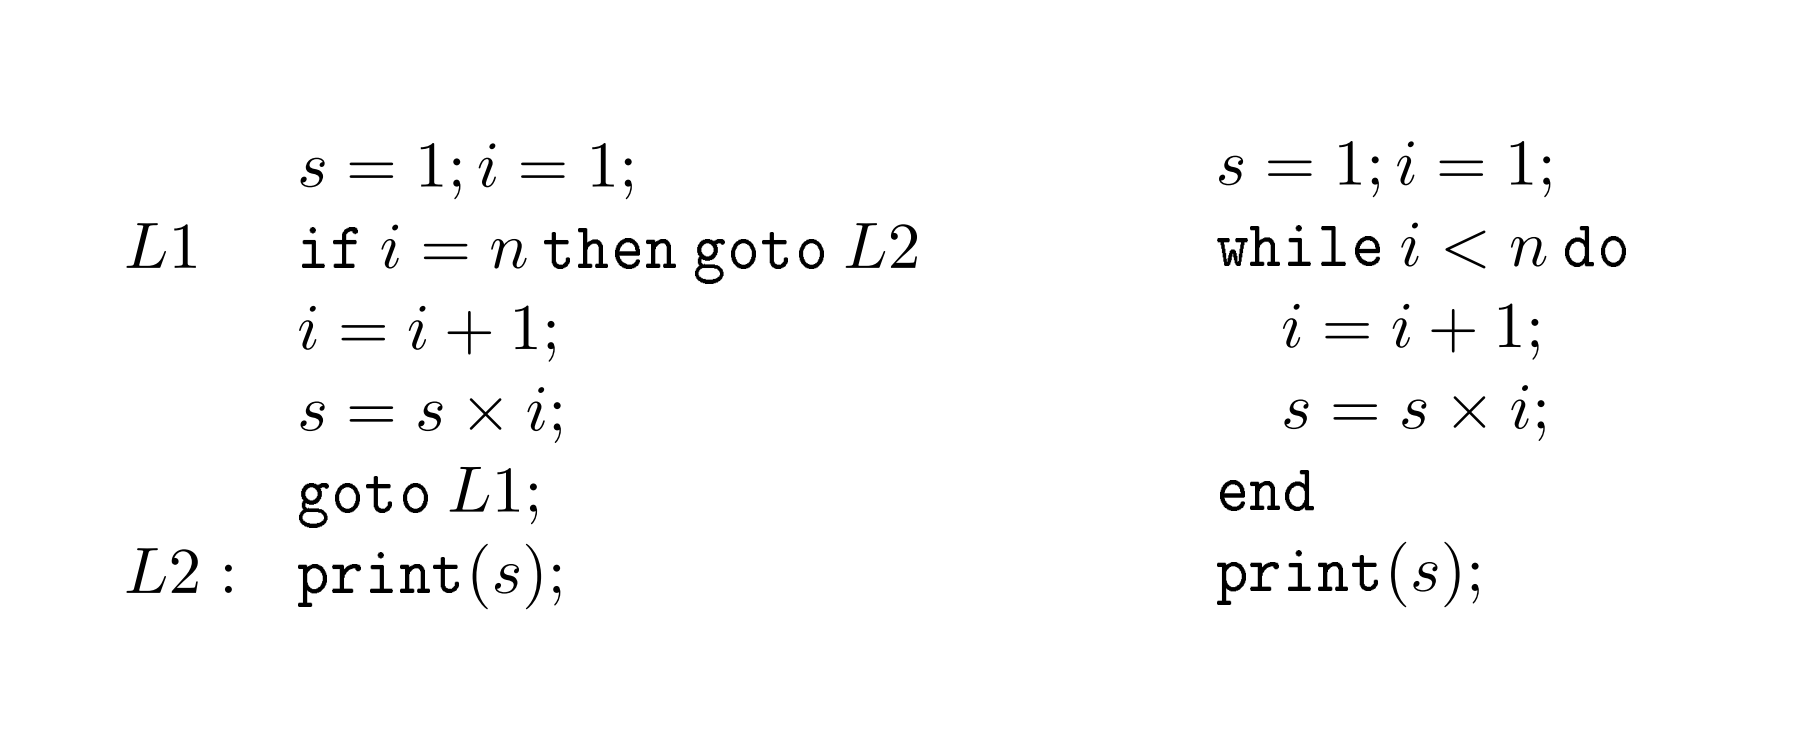 s = 1; i = 1;
L1 if i = n then goto L2
i = i + 1;
s = s × i;
goto L1;
L2 : print(s);
s = 1; i = 1;
while i < n do
i = i + 1;
s = s × i;
end
print(s);